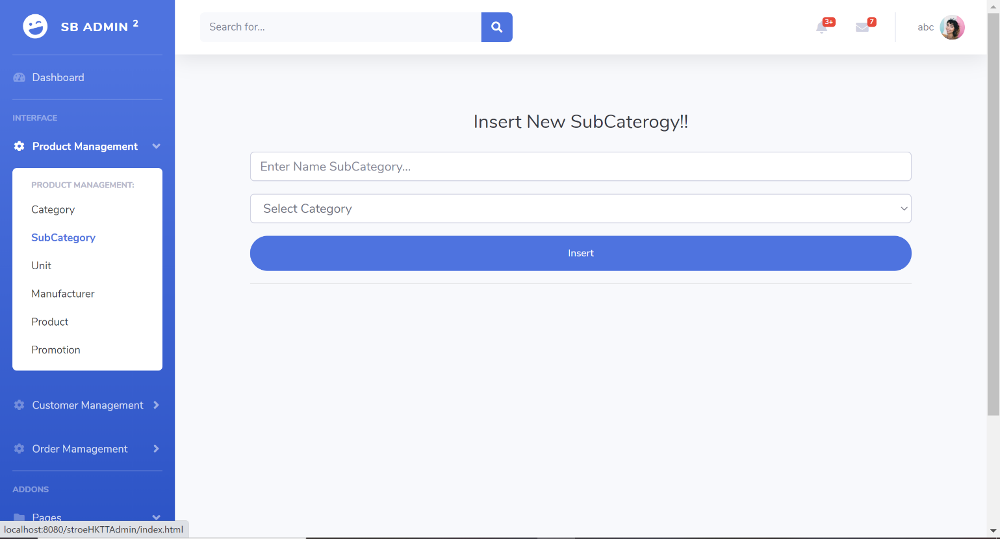 SB ADMIN 2
Search for...
3+
7
abc
Dashboard
INTERFACE
Product Management
PRODUCT MANAGEMENT:
Category
SubCategory
Unit
Manufacturer
Product
Promotion
Customer Management
Order Mamagement
ADDONS
Pages
Insert New SubCaterogy!!
Enter Name SubCategory...
Select Category
Insert
localhost:8080/stroeHKTTAdmin/index.html